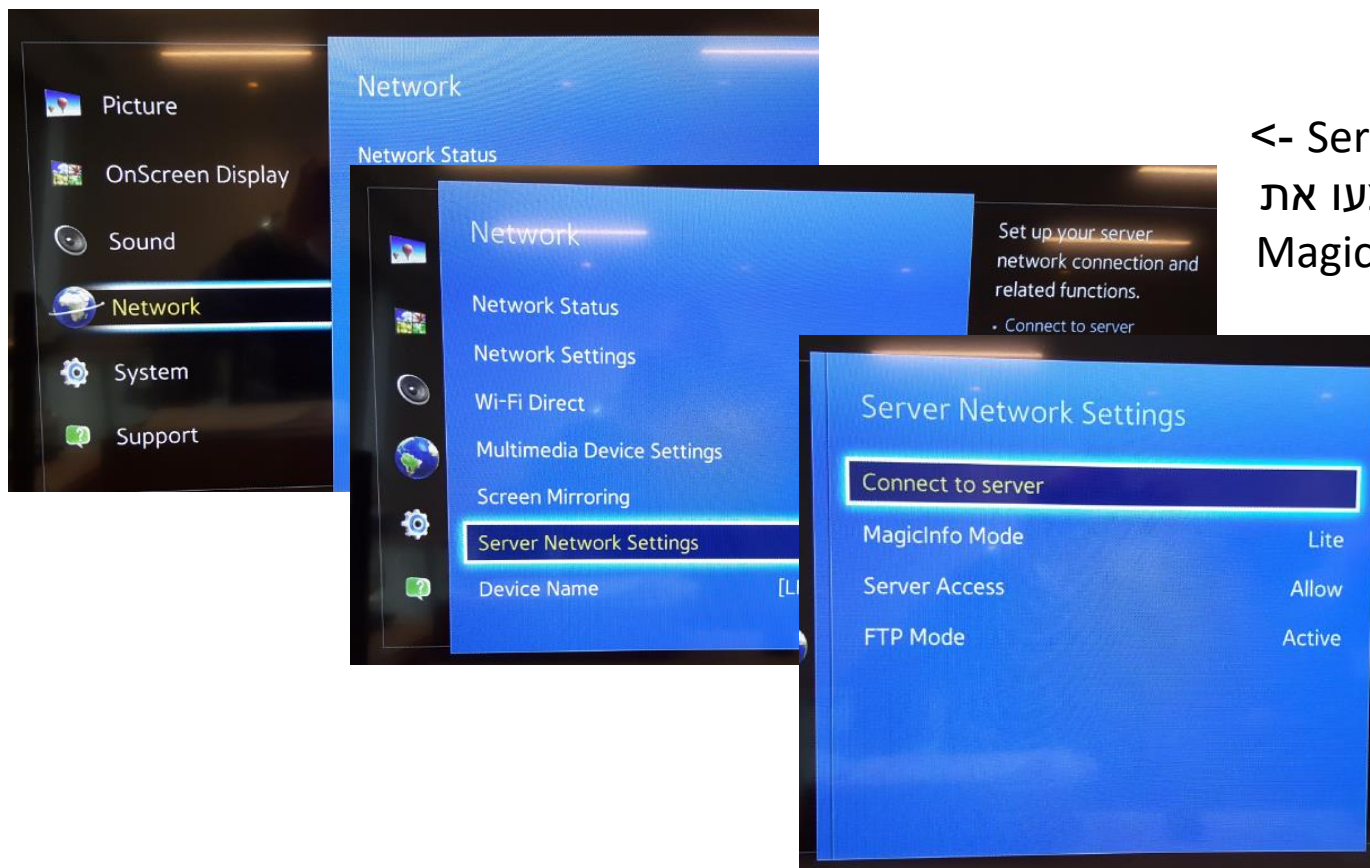 Picture
OnScreen Display
Sound
Network
System
Support
Network
Network Status
<- Ser
את
Magic
Network
Network Status
Network Settings
Wi-Fi Direct
Multimedia Device Settings
Screen Mirroring
Server Network Settings
Device Name [L
Set up your server
network connection and
related functions.
• Connect to server
Server Network Settings
Connect to server
MagicInfo Mode Lite
Server Access Allow
FTP Mode Active